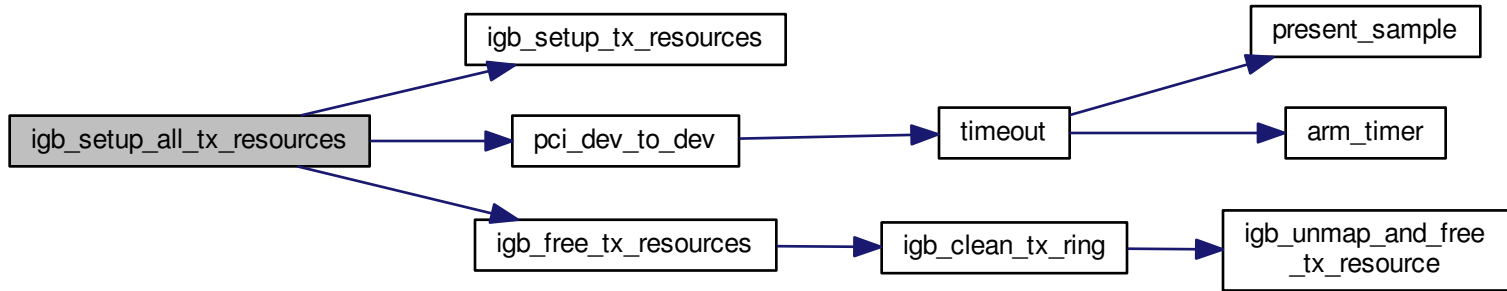 igb_setup_all_tx_resources
igb_setup_tx_resources
pci_dev_to_dev
timeout
present_sample
arm_timer
igb_free_tx_resources
igb_clean_tx_ring
igb_unmap_and_free
_tx_resource